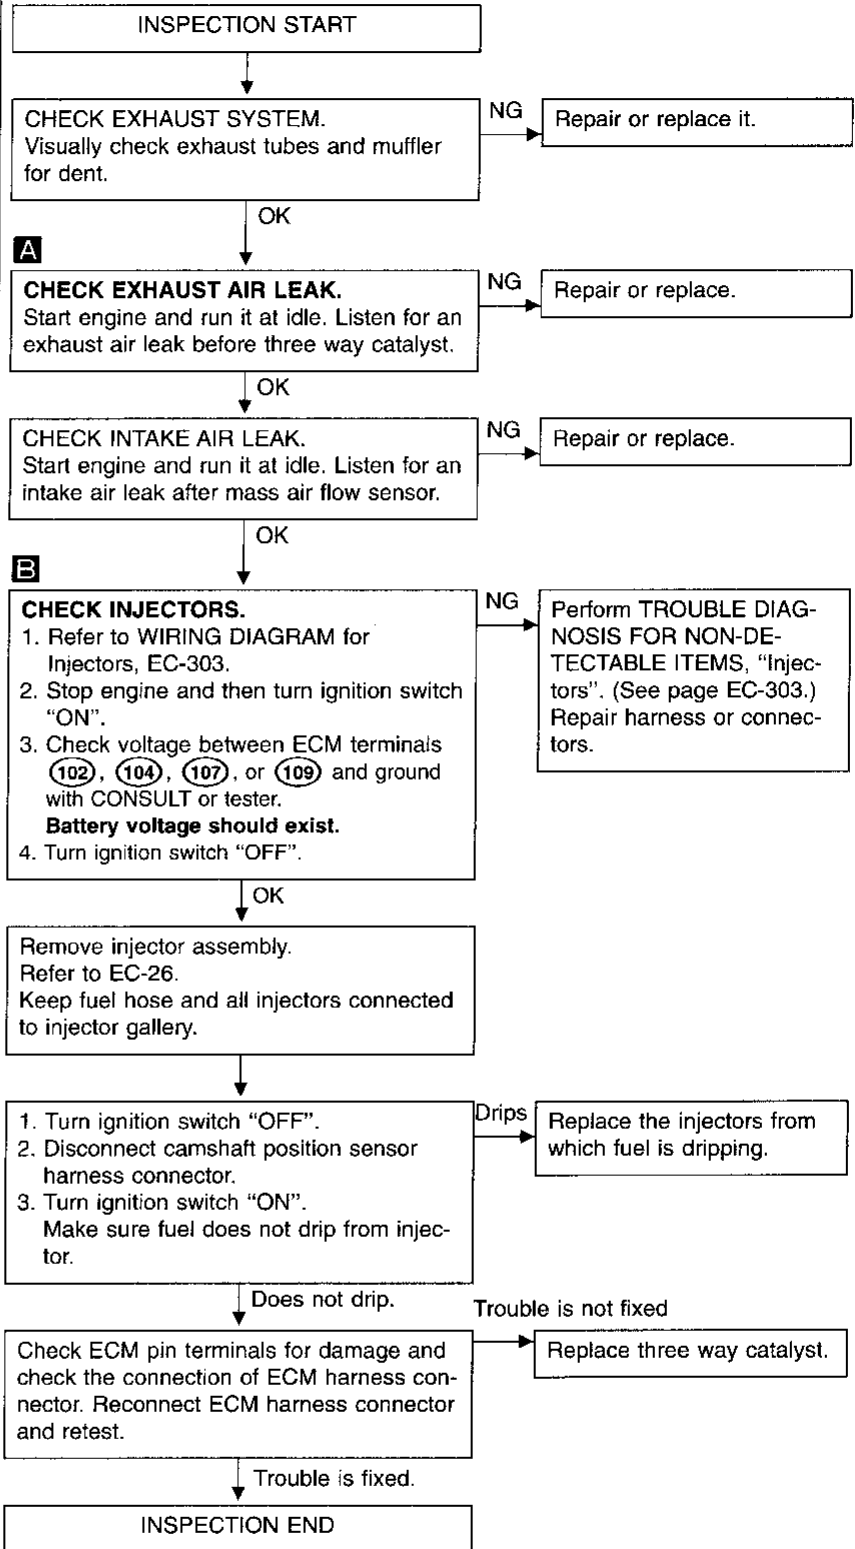 INSPECTION START
CHECK EXHAUST SYSTEM.
Visually check exhaust tubes and muffler
for dent.
NG
Repair or replace it.
OK
A
CHECK EXHAUST AIR LEAK.
Start engine and run it at idle. Listen for an
exhaust air leak before three way catalyst.
NG
Repair or replace.
OK
CHECK INTAKE AIR LEAK.
Start engine and run it at idle. Listen for an
intake air leak after mass air flow sensor.
NG
Repair or replace.
OK
B
CHECK INJECTORS.
1. Refer to WIRING DIAGRAM for
Injectors, EC-303.
2. Stop engine and then turn ignition switch
“ON”.
3. Check voltage between ECM terminals
102, 104, 107, or 109 and ground
with CONSULT or tester.
Battery voltage should exist.
4. Turn ignition switch “OFF”.
NG
Perform TROUBLE DIAG-
NOSIS FOR NON-DE-
TECTABLE ITEMS, “Injec-
tors”. (See page EC-303.)
Repair harness or connec-
tors.
OK
Remove injector assembly.
Refer to EC-26.
Keep fuel hose and all injectors connected
to injector gallery.
1. Turn ignition switch “OFF”.
2. Disconnect camshaft position sensor
harness connector.
3. Turn ignition switch “ON”.
Make sure fuel does not drip from injec-
tor.
Drips
Replace the injectors from
which fuel is dripping.
Does not drip.
Trouble is not fixed
Check ECM pin terminals for damage and
check the connection of ECM harness con-
nector. Reconnect ECM harness connector
and retest.
Replace three way catalyst.
Trouble is fixed.
INSPECTION END